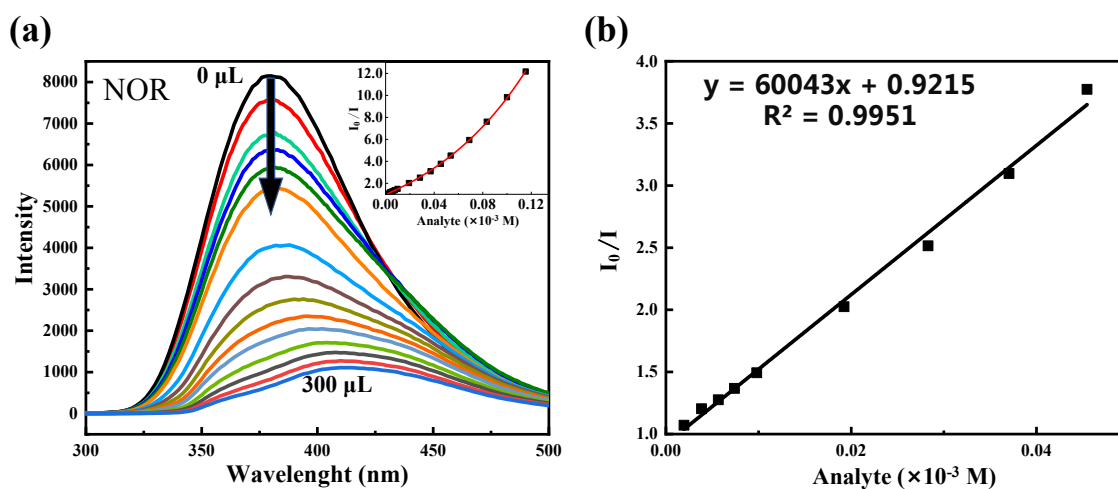 (a)
NOR
0 μL
300 μL
Intensity
8000
7000
6000
5000
4000
3000
2000
1000
0
300
350
400
450
500
Wavelenght (nm)
I0 /I
12.0
10.0
8.0
6.0
4.0
2.0
0.00
0.04
0.08
0.12
Analyte (×10⁻³ M)
(b)
y = 60043x + 0.9215
R² = 0.9951
I₀ /I
4.0
3.5
3.0
2.5
2.0
1.5
1.0
0.00
0.02
0.04
Analyte (×10⁻³ M)